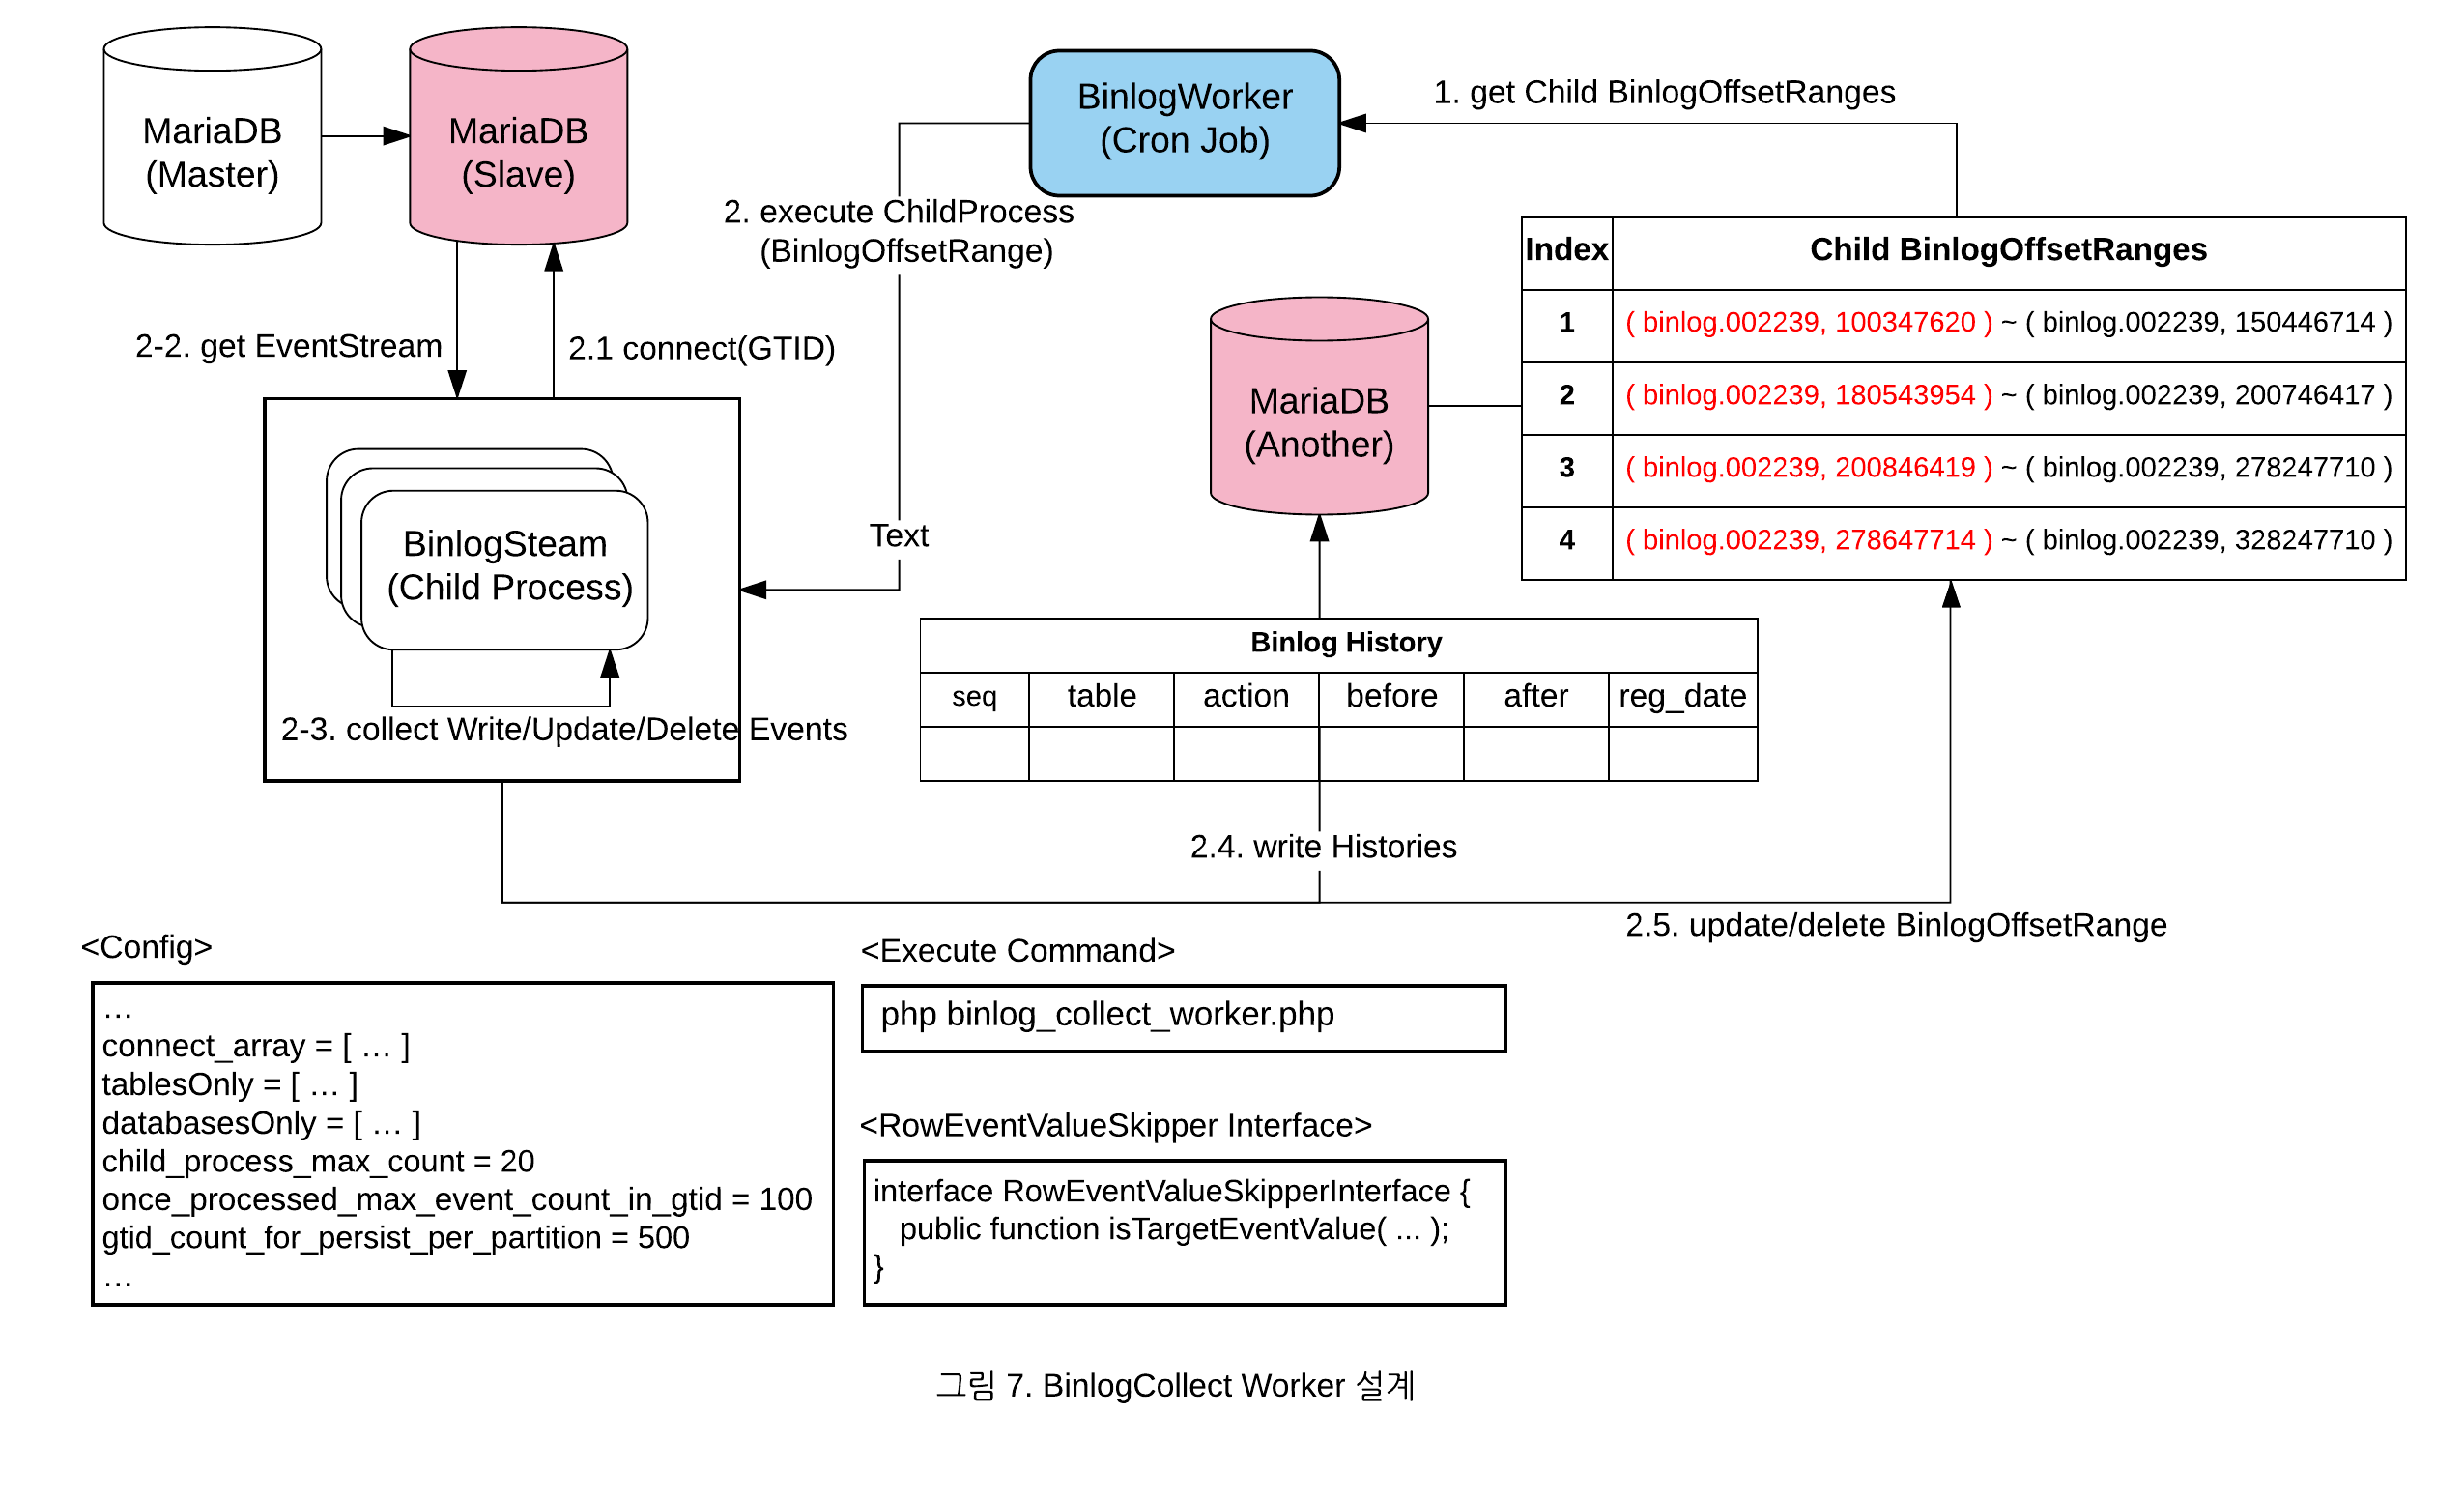 MariaDB
(Master)
MariaDB
(Slave)
BinlogWorker
(Cron Job)
1. get Child BinlogOffsetRanges
2. execute ChildProcess
(BinlogOffsetRange)
Index
Child BinlogOffsetRanges
1
( binlog.002239, 100347620 ) ~ ( binlog.002239, 150446714 )
2
( binlog.002239, 180543954 ) ~ ( binlog.002239, 200746417 )
3
( binlog.002239, 200846419 ) ~ ( binlog.002239, 278247710 )
4
( binlog.002239, 278647714 ) ~ ( binlog.002239, 328247710 )
2-2. get EventStream
2.1 connect(GTID)
MariaDB
(Another)
BinlogSteam
(Child Process)
Text
2-3. collect Write/Update/Delete Events
Binlog History
seq table action before after reg_date
2.4. write Histories
2.5. update/delete BinlogOffsetRange
<Config>
…
connect_array = [ … ]
tablesOnly = [ … ]
databasesOnly = [ … ]
child_process_max_count = 20
once_processed_max_event_count_in_gtid = 100
gtid_count_for_persist_per_partition = 500
…
<Execute Command>
php binlog_collect_worker.php
<RowEventValueSkipper Interface>
interface RowEventValueSkipperInterface {
public function isTargetEventValue( ... );
}
그림 7. BinlogCollect Worker 설계